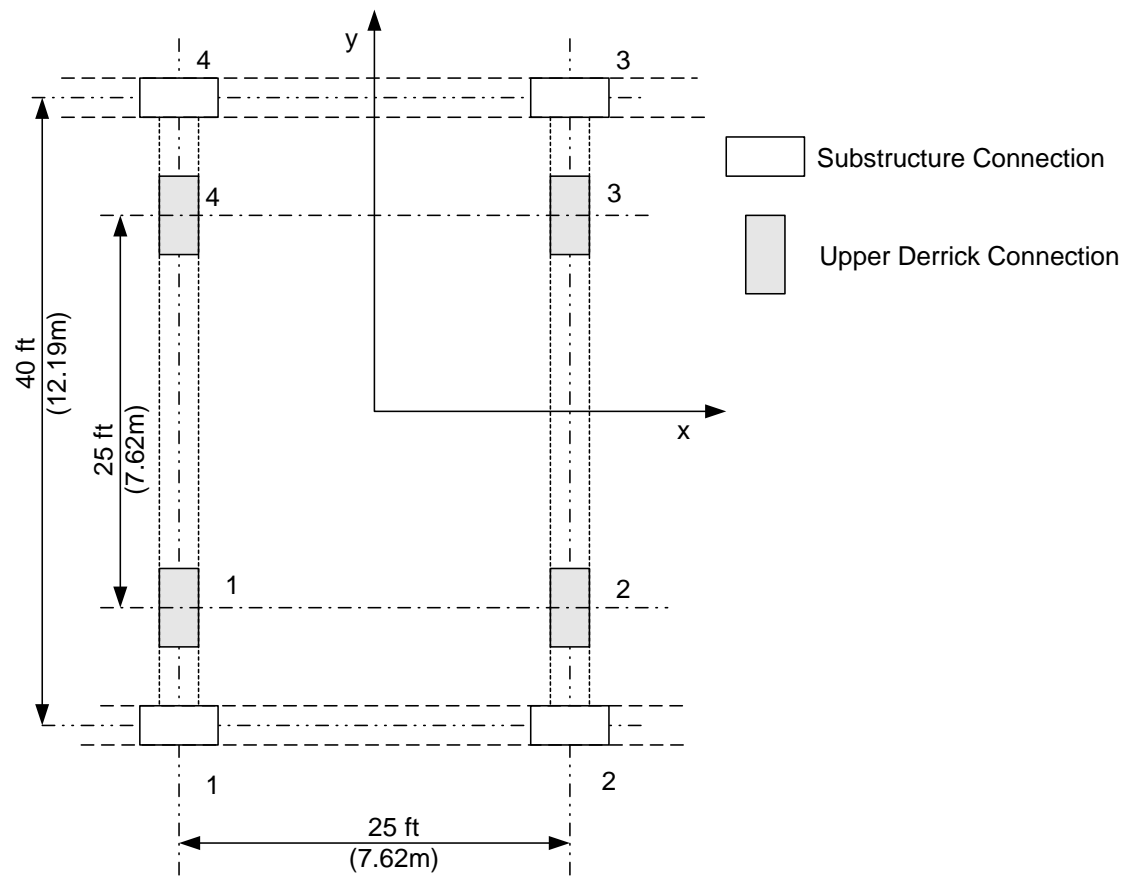 y
4
3
Substructure Connection
4
3
Upper Derrick Connection
40 ft
(12.19m)
25 ft
(7.62m)
x
1
2
1
2
25 ft
(7.62m)